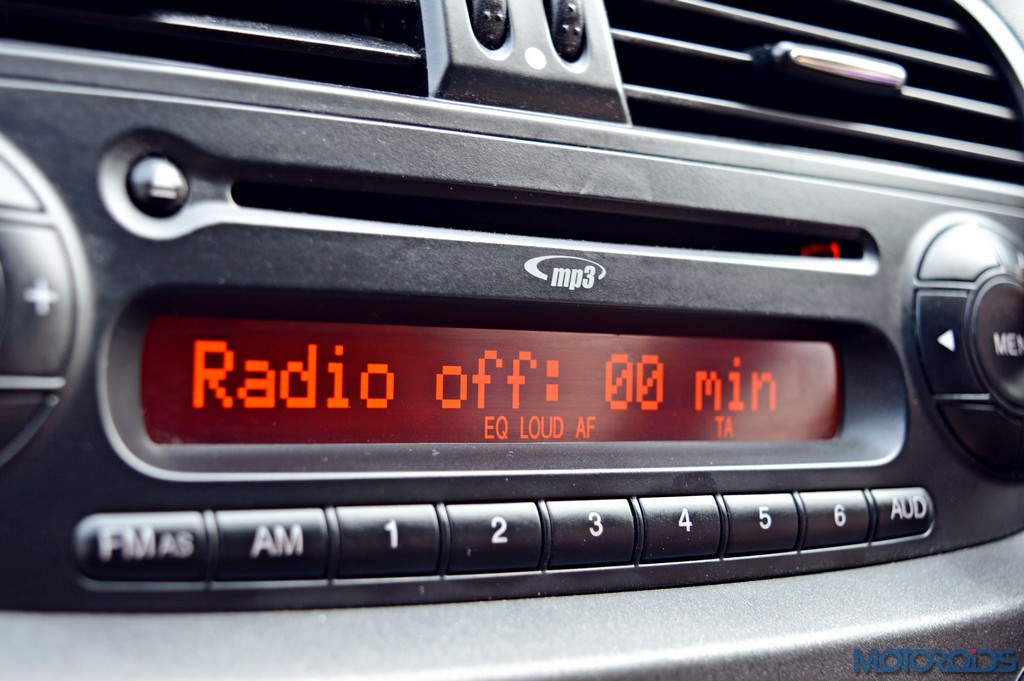 mp3
Radio off: 00 min
EQ LOUD AF TA
MEN
FM AS AM 1 2 3 4 5 6 AUD
MOTOROIDS